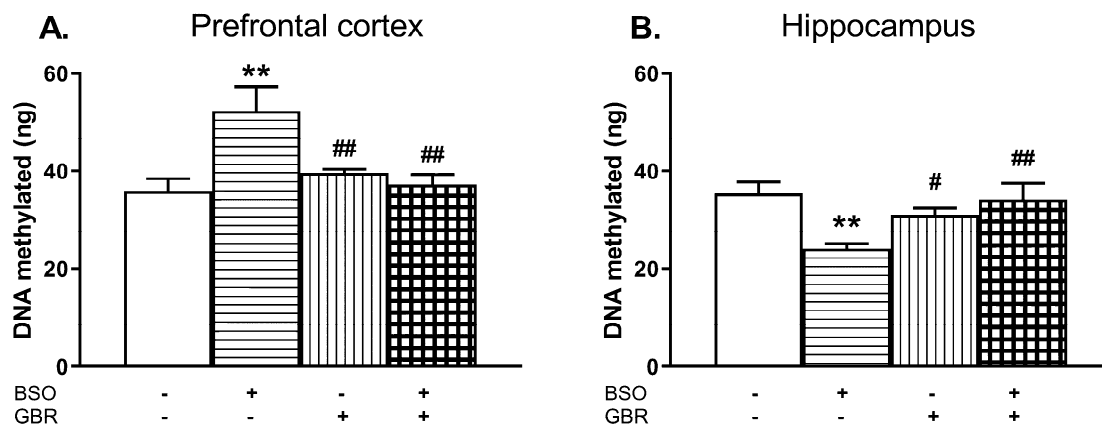 A. Prefrontal cortex
DNA methylated (ng)
60
40
20
0
**
##
##
BSO - + - +
GBR - - + +
B. Hippocampus
DNA methylated (ng)
60
40
20
0
**
#
##
BSO - + - +
GBR - - + +